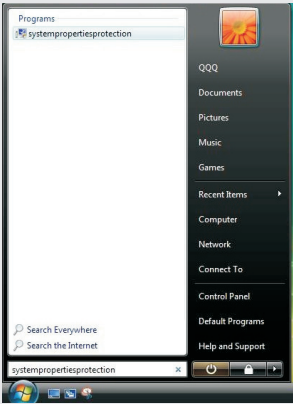 Programs
systempropertiesprotection
Search Everywhere
Search the Internet
systempropertiesprotection
QQQ
Documents
Pictures
Music
Games
Recent Items
Computer
Network
Connect To
Control Panel
Default Programs
Help and Support